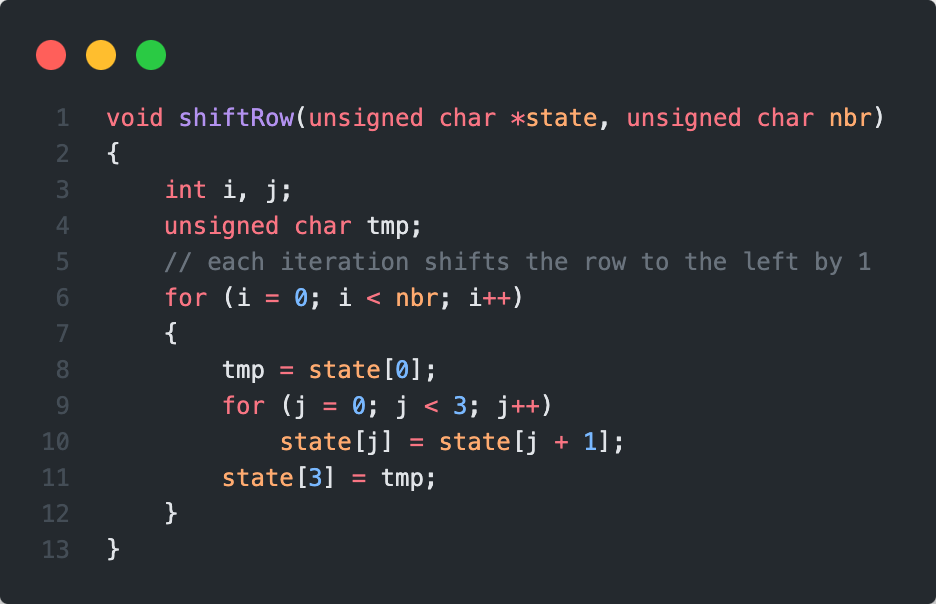 1 void shiftRow(unsigned char *state, unsigned char nbr)
2 {
3     int i, j;
4     unsigned char tmp;
5     // each iteration shifts the row to the left by 1
6     for (i = 0; i < nbr; i++)
7     {
8         tmp = state[0];
9         for (j = 0; j < 3; j++)
10             state[j] = state[j + 1];
11         state[3] = tmp;
12     }
13 }